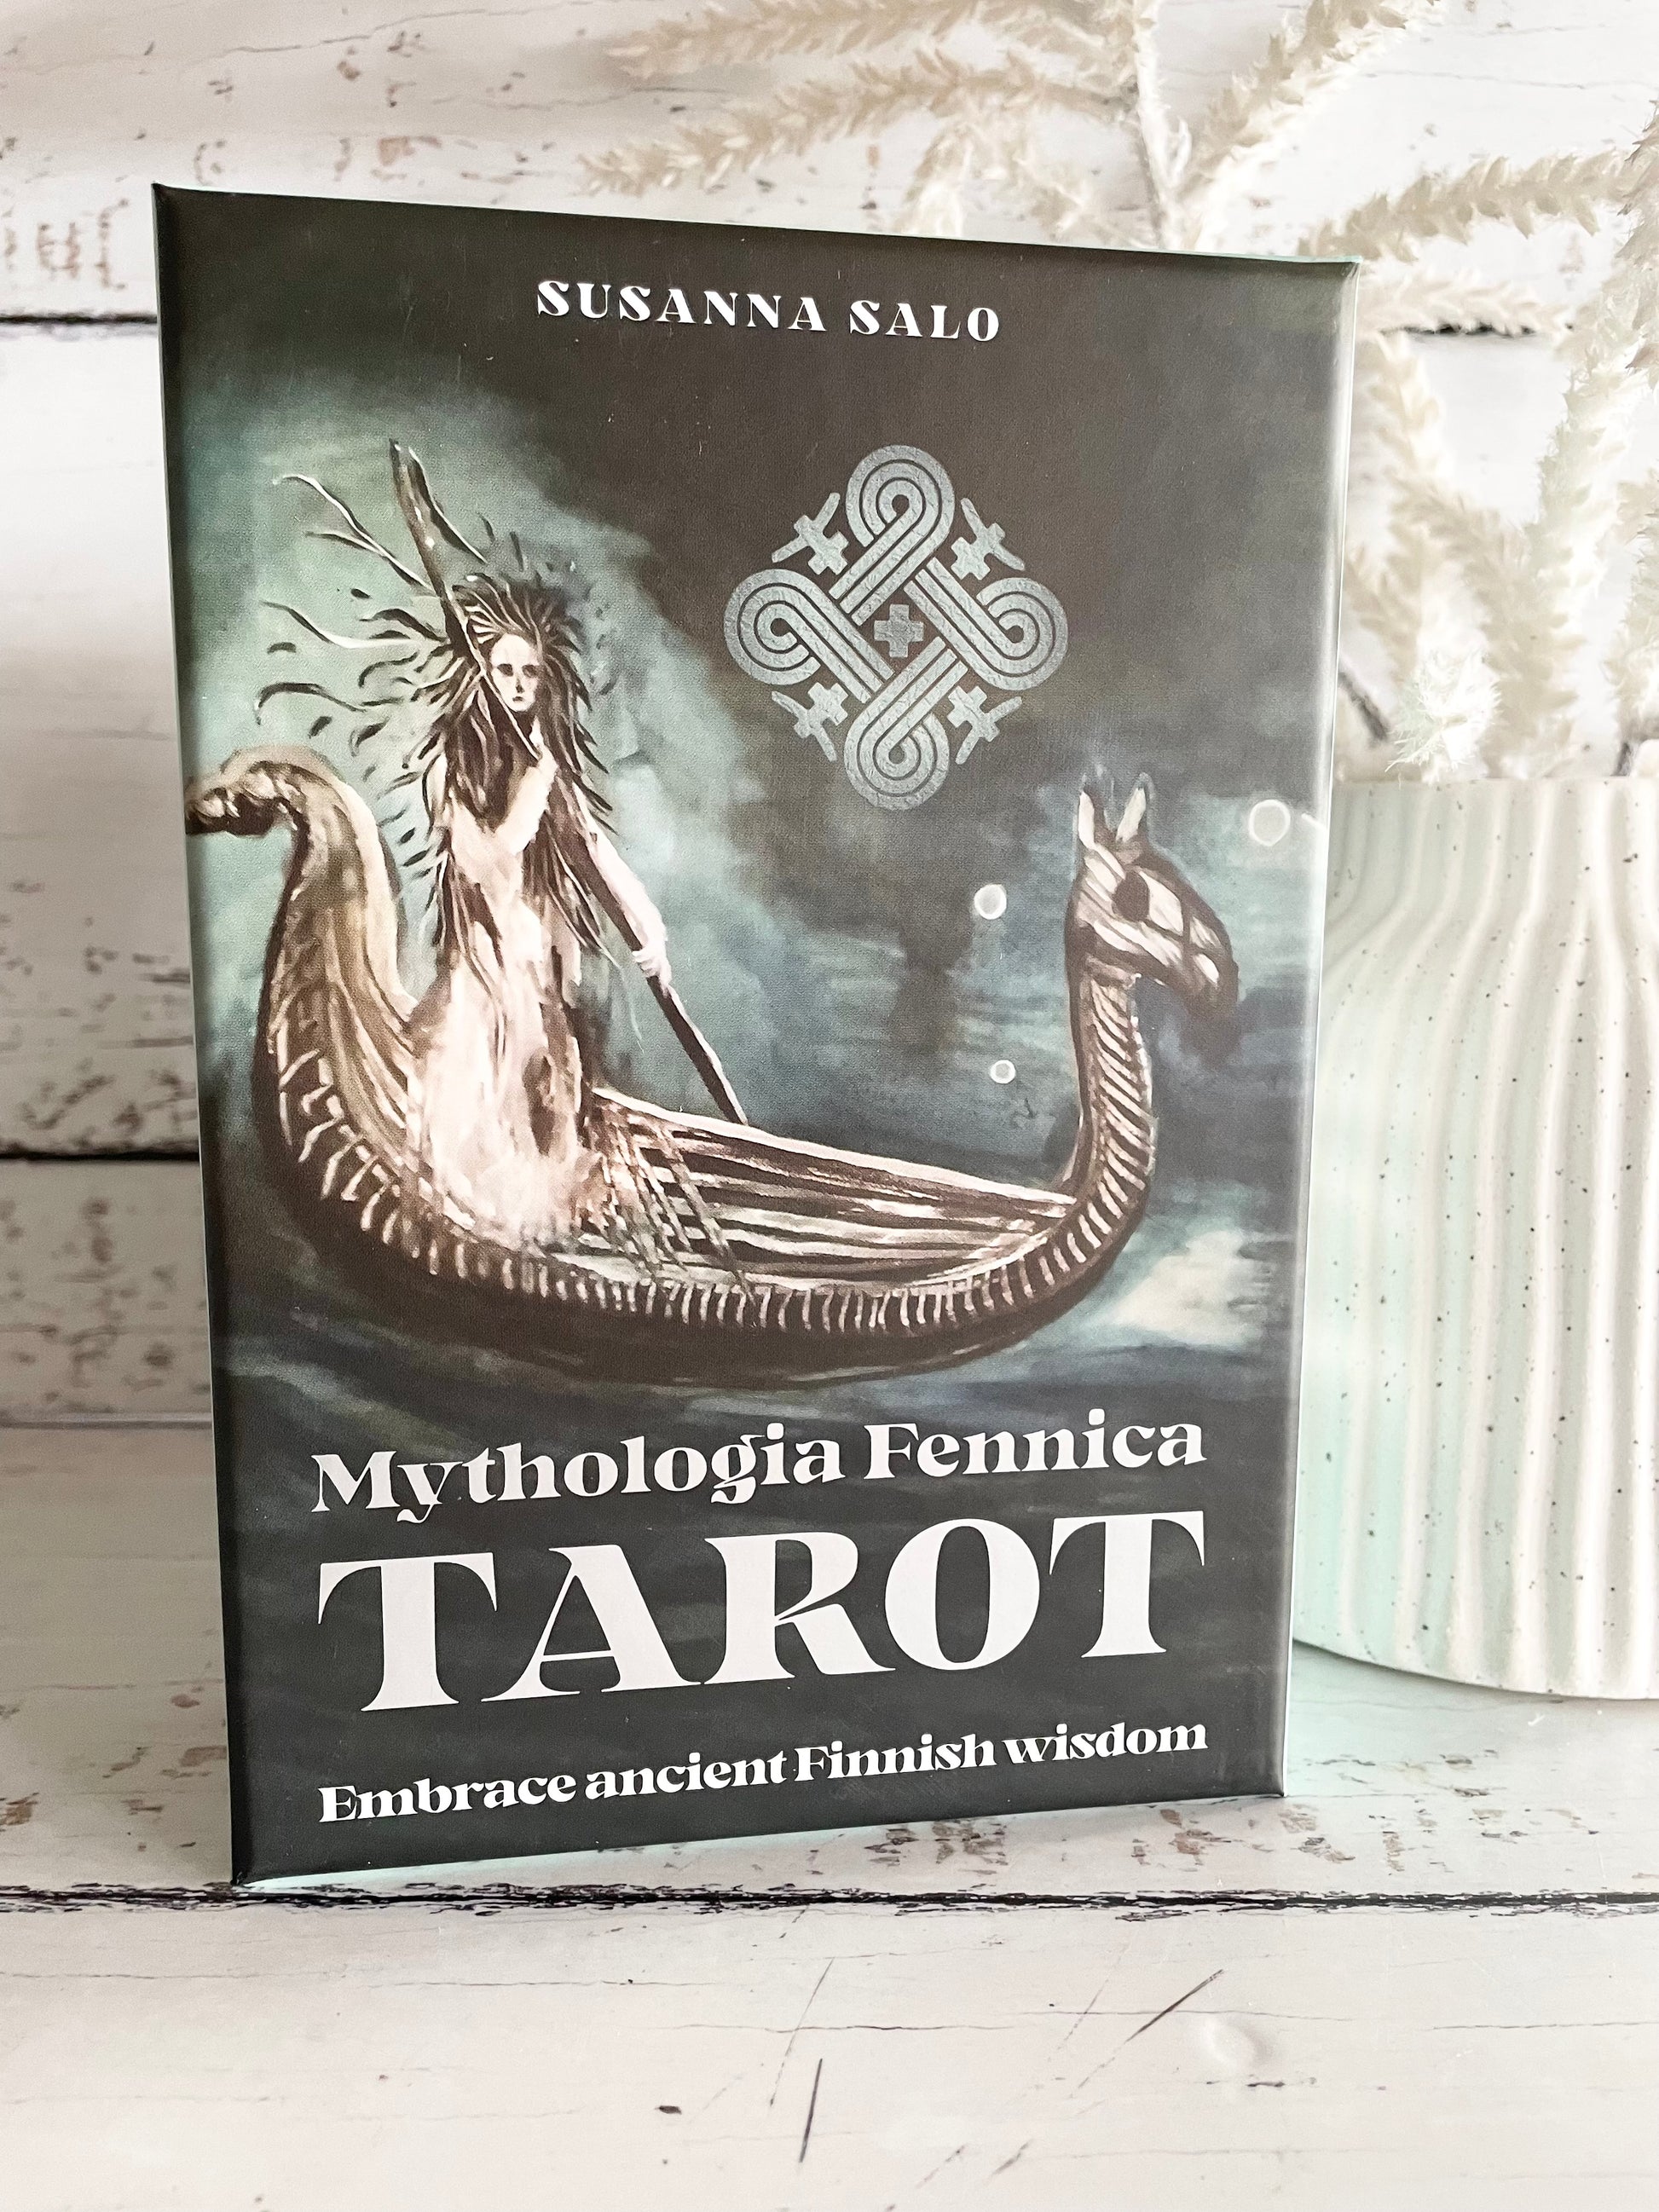 SUSANNA SALO
Mythologia Fennica
TAROT
Embrace ancient Finnish wisdom